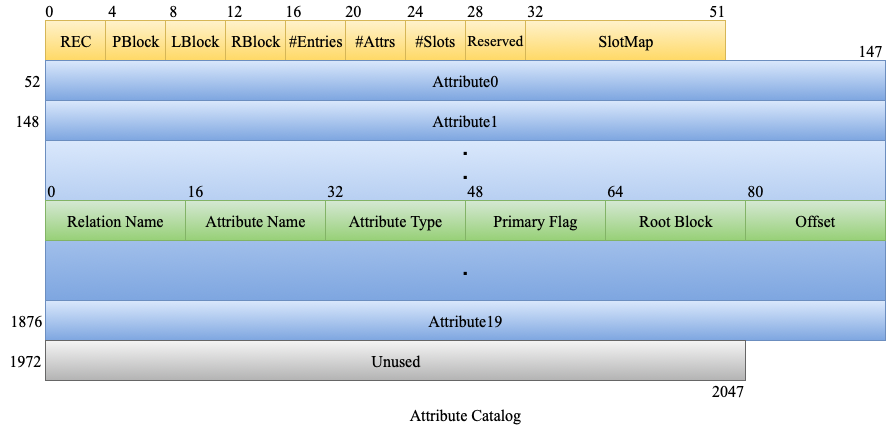 0 4 8 12 16 20 24 28 32 51
REC PBlock LBlock RBlock #Entries #Attrs #Slots Reserved SlotMap
147
52 Attribute0
148 Attribute1
0 16 32 48 64 80
Relation Name Attribute Name Attribute Type Primary Flag Root Block Offset
1876 Attribute19
1972 Unused
2047
Attribute Catalog